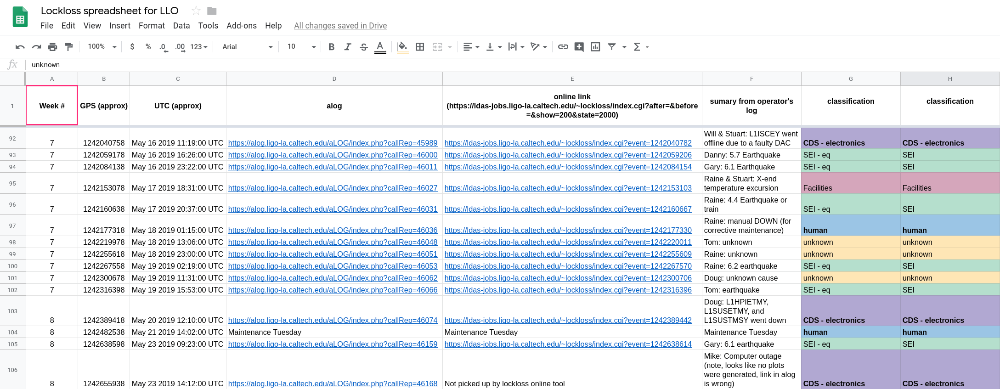 Lockloss spreadsheet for LLO
File Edit View Insert Format Data Tools Add-ons Help All changes saved in Drive
100% $ % .0 .00 123 Arial 10 B I S A Σ
fx unknown
A B C D E F G H
1 Week # GPS (approx) UTC (approx) alog online link (https://ldas-jobs.ligo-la.caltech.edu/~lockloss/index.cgi?after=&before=&show=200&state=2000) sumary from operator's log classification classification
92 7 1242040758 May 16 2019 11:19:00 UTC https://alog.ligo-la.caltech.edu/aLOG/index.php?callRep=45989 https://ldas-jobs.ligo-la.caltech.edu/~lockloss/index.cgi?event=1242040782 Will & Stuart: L1ISCEY went offline due to a faulty DAC CDS - electronics CDS - electronics
93 7 1242059178 May 16 2019 16:26:00 UTC https://alog.ligo-la.caltech.edu/aLOG/index.php?callRep=46000 https://ldas-jobs.ligo-la.caltech.edu/~lockloss/index.cgi?event=1242059206 Danny: 5.7 Earthquake SEI - eq SEI
94 7 1242084138 May 16 2019 23:22:00 UTC https://alog.ligo-la.caltech.edu/aLOG/index.php?callRep=46011 https://ldas-jobs.ligo-la.caltech.edu/~lockloss/index.cgi?event=1242084154 Gary: 6.1 Earthquake SEI - eq SEI
95 7 1242153078 May 17 2019 18:31:00 UTC https://alog.ligo-la.caltech.edu/aLOG/index.php?callRep=46027 https://ldas-jobs.ligo-la.caltech.edu/~lockloss/index.cgi?event=1242153103 Raine & Stuart: X-end temperature excursion Facilities Facilities
96 7 1242160638 May 17 2019 20:37:00 UTC https://alog.ligo-la.caltech.edu/aLOG/index.php?callRep=46031 https://ldas-jobs.ligo-la.caltech.edu/~lockloss/index.cgi?event=1242160667 Raine: 4.4 Earthquake or train SEI - eq SEI
97 7 1242177318 May 18 2019 01:15:00 UTC https://alog.ligo-la.caltech.edu/aLOG/index.php?callRep=46036 https://ldas-jobs.ligo-la.caltech.edu/~lockloss/index.cgi?event=1242177330 Raine: manual DOWN (for corrective maintenance) human human
98 7 1242219978 May 18 2019 13:06:00 UTC https://alog.ligo-la.caltech.edu/aLOG/index.php?callRep=46048 https://ldas-jobs.ligo-la.caltech.edu/~lockloss/index.cgi?event=1242220011 Tom: unknown unknown unknown
99 7 1242255618 May 18 2019 23:00:00 UTC https://alog.ligo-la.caltech.edu/aLOG/index.php?callRep=46051 https://ldas-jobs.ligo-la.caltech.edu/~lockloss/index.cgi?event=1242255609 Raine: unknown unknown unknown
100 7 1242267558 May 19 2019 02:19:00 UTC https://alog.ligo-la.caltech.edu/aLOG/index.php?callRep=46053 https://ldas-jobs.ligo-la.caltech.edu/~lockloss/index.cgi?event=1242267570 Raine: 6.2 earthquake SEI - eq SEI
101 7 1242300678 May 19 2019 11:31:00 UTC https://alog.ligo-la.caltech.edu/aLOG/index.php?callRep=46062 https://ldas-jobs.ligo-la.caltech.edu/~lockloss/index.cgi?event=1242300706 Doug: unknown cause unknown unknown
102 7 1242316398 May 19 2019 15:53:00 UTC https://alog.ligo-la.caltech.edu/aLOG/index.php?callRep=46066 https://ldas-jobs.ligo-la.caltech.edu/~lockloss/index.cgi?event=1242316396 Tom: earthquake SEI - eq SEI
103 8 1242389418 May 20 2019 12:10:00 UTC https://alog.ligo-la.caltech.edu/aLOG/index.php?callRep=46074 https://ldas-jobs.ligo-la.caltech.edu/~lockloss/index.cgi?event=1242389442 Doug: L1HPIETMY, L1SUSETMY, and L1SUSTMSY went down CDS - electronics CDS - electronics
104 8 1242482538 May 21 2019 14:02:00 UTC Maintenance Tuesday Maintenance Tuesday Maintenance Tuesday human human
105 8 1242638598 May 23 2019 09:23:00 UTC https://alog.ligo-la.caltech.edu/aLOG/index.php?callRep=46159 https://ldas-jobs.ligo-la.caltech.edu/~lockloss/index.cgi?event=1242638614 Gary: 6.1 earthquake SEI - eq SEI
106 8 1242655938 May 23 2019 14:12:00 UTC https://alog.ligo-la.caltech.edu/aLOG/index.php?callRep=46168 Not picked up by lockloss online tool Mike: Computer outage (note, looks like no plots were generated, link in alog is wrong) CDS - electronics CDS - electronics